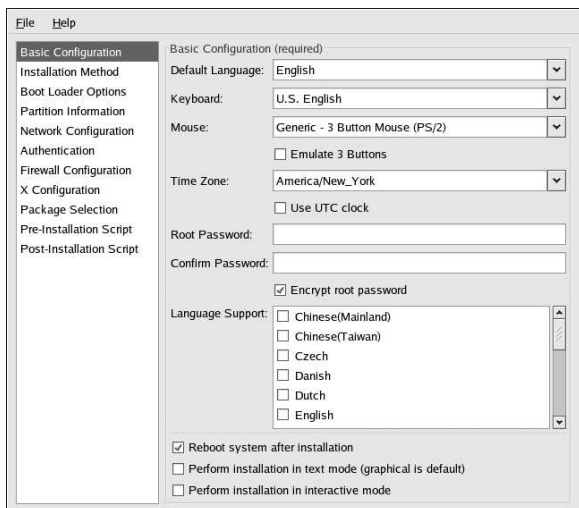 File Help
Basic Configuration
Installation Method
Boot Loader Options
Partition Information
Network Configuration
Authentication
Firewall Configuration
X Configuration
Package Selection
Pre-Installation Script
Post-Installation Script
Basic Configuration (required)
Default Language: English
Keyboard: U.S. English
Mouse: Generic - 3 Button Mouse (PS/2)
Emulate 3 Buttons
Time Zone: America/New_York
Use UTC clock
Root Password:
Confirm Password:
Encrypt root password
Language Support: Chinese(Mainland)
Chinese(Taiwan)
Czech
Danish
Dutch
English
Reboot system after installation
Perform installation in text mode (graphical is default)
Perform installation in interactive mode